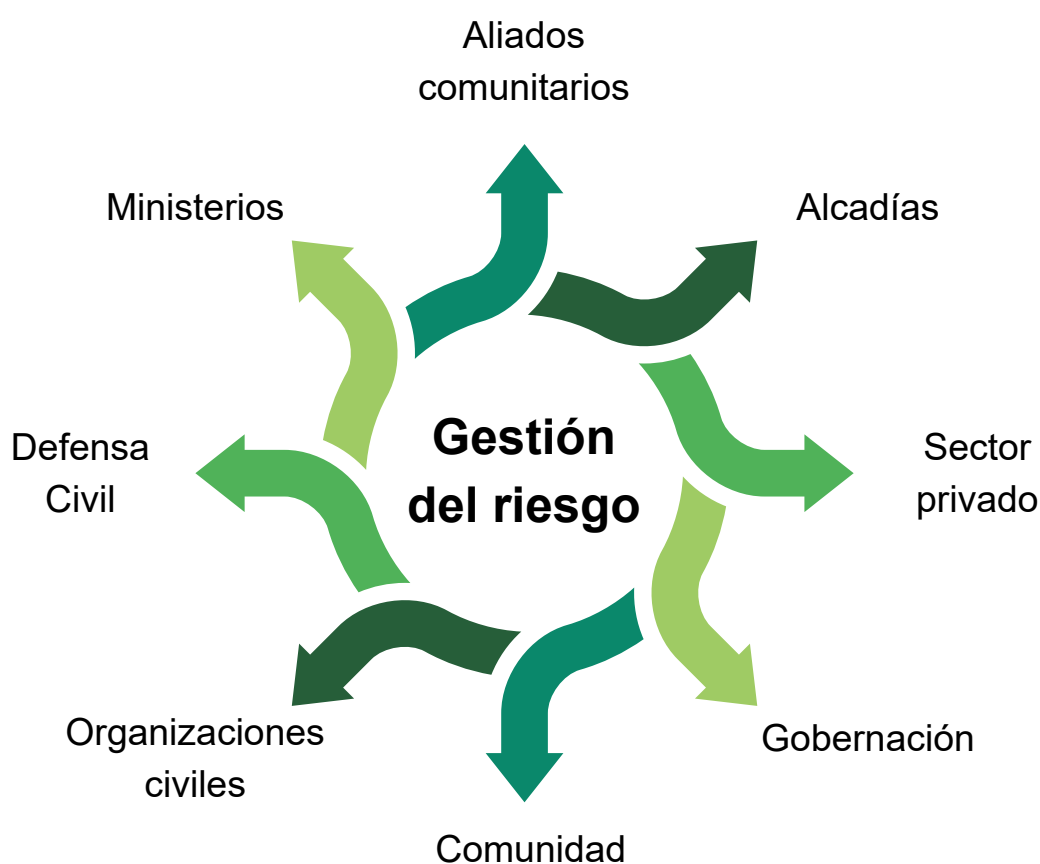 Aliados
comunitarios
Ministerios
Alcadías
Gestión
del riesgo
Defensa
Civil
Sector
privado
Organizaciones
civiles
Gobernación
Comunidad